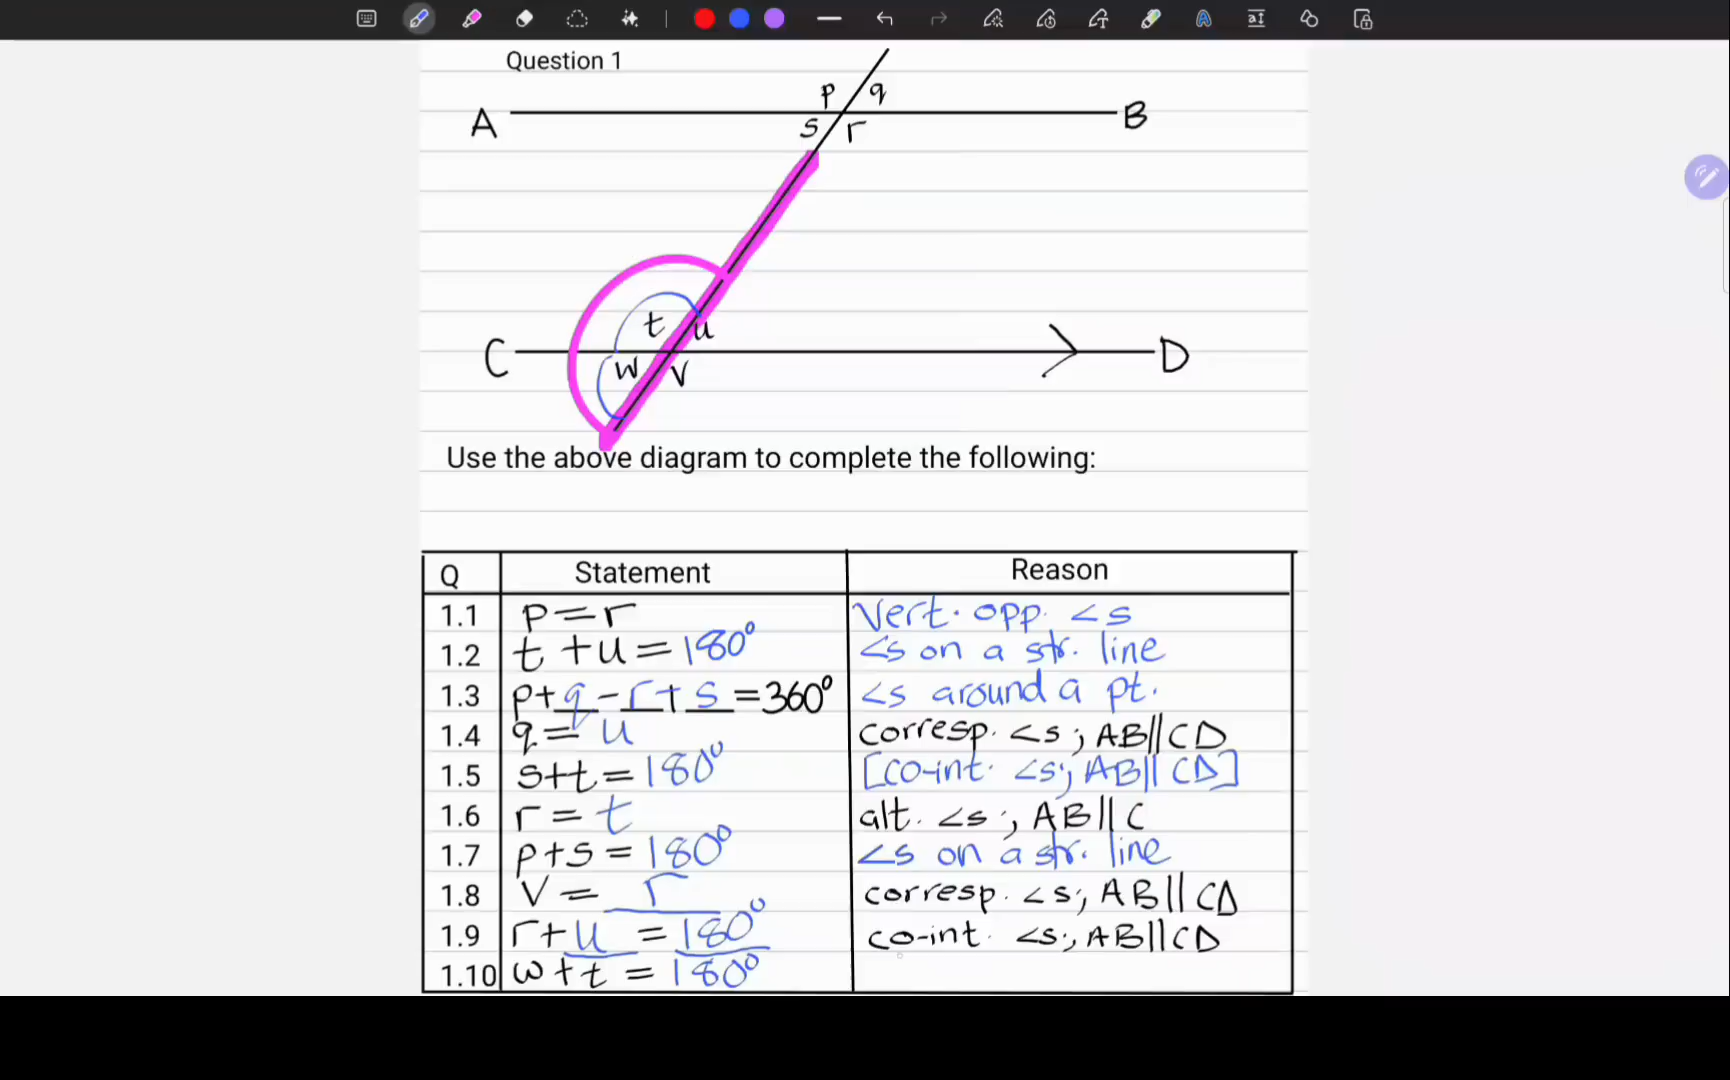 Question 1
p q
A B
s r
t u
C D
w v
Use the above diagram to complete the following:
Q Statement Reason
1.1 p=r Vert. opp. ∠s
1.2 t+u=180° ∠s on a str. line
1.3 p+q-r+s=360° ∠s around a pt.
1.4 q=u corresp. ∠s; AB||CD
1.5 s+t=180° [co-int. ∠s; AB||CD]
1.6 r=t alt. ∠s; AB||C
1.7 p+s=180° ∠s on a str. line
1.8 v=r corresp. ∠s; AB||CD
1.9 r+u=180° co-int. ∠s; AB||CD
1.10 w+t=180°